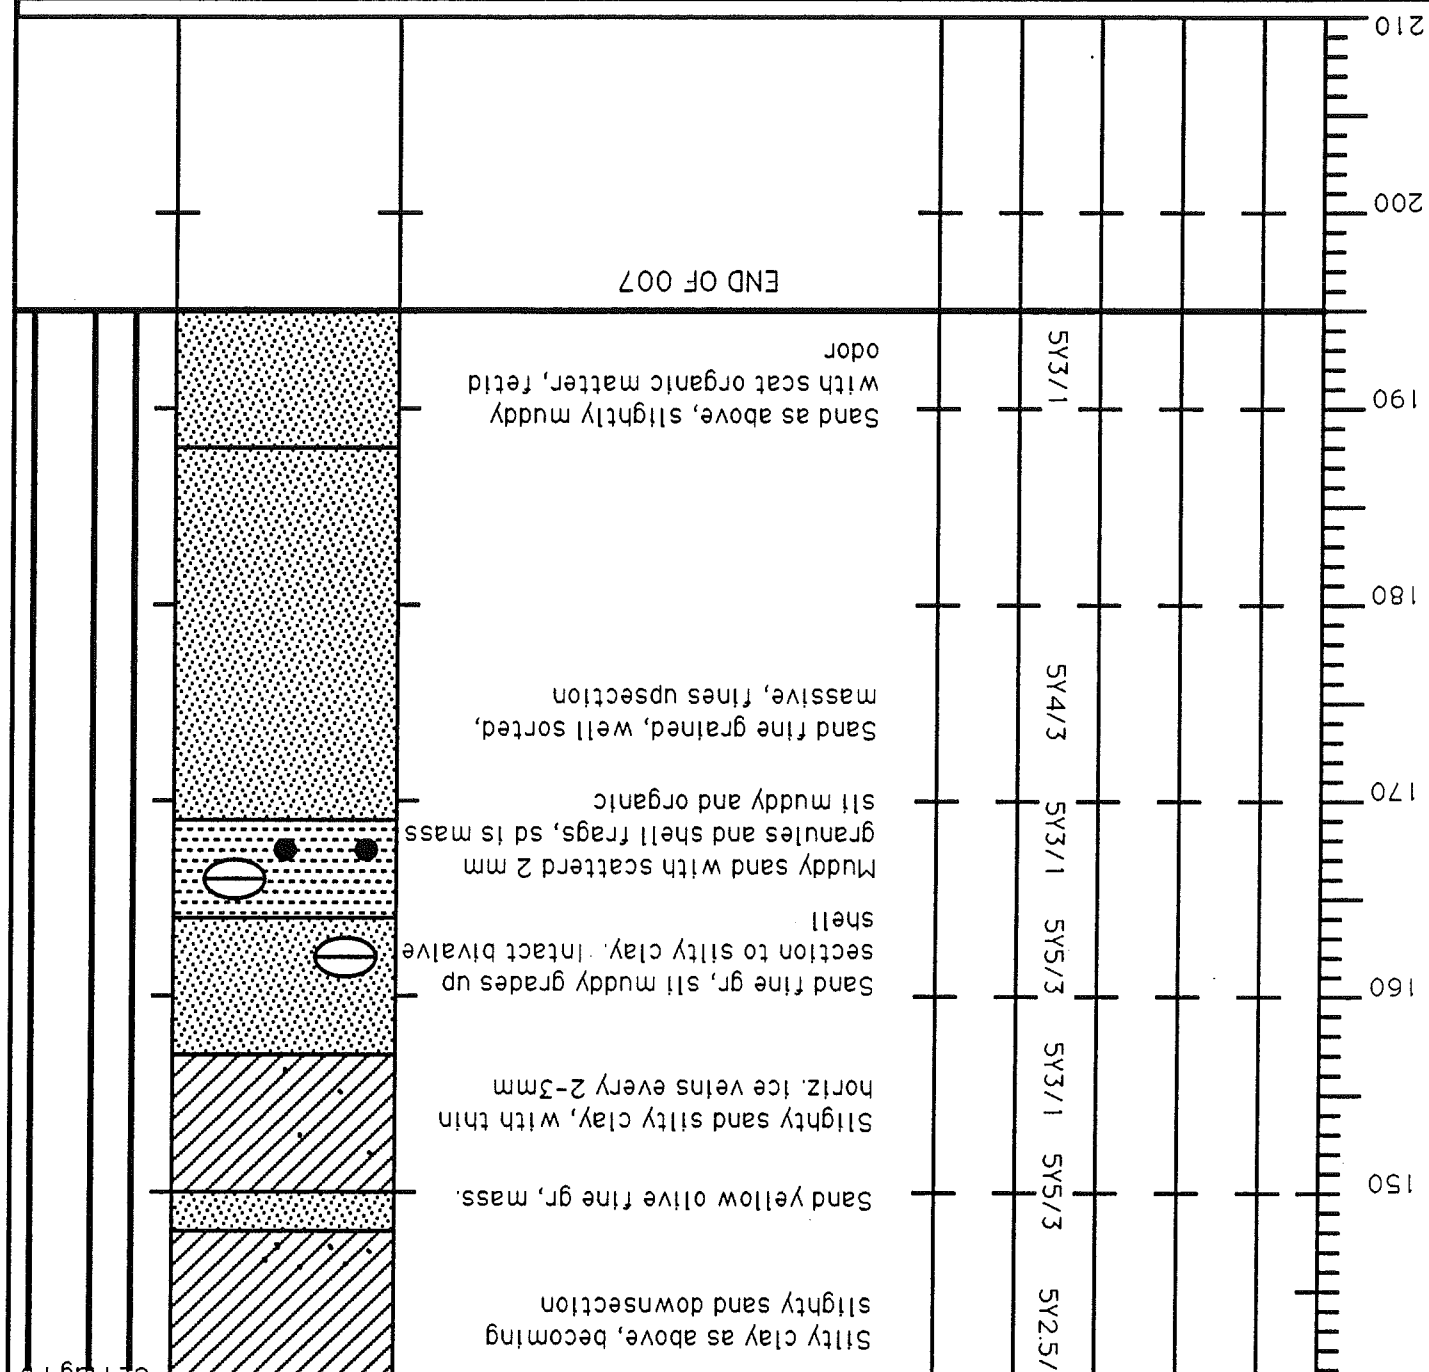 Silty clay as above, becoming
slighty sand downsection
5Y2.5/
150
Sand yellow olive fine gr, mass.
5Y5/3
Slighty sand silty clay, with thin
horiz. ice veins every 2-3mm
5Y3/1
160
Sand fine gr, sli muddy grades up
section to silty clay. Intact bivalve
shell
5Y5/3
Muddy sand with scatterd 2 mm
granules and shell frags, sd is mass
sli muddy and organic
5Y3/1
170
Sand fine grained, well sorted,
massive, fines upsection
5Y4/3
180
190
Sand as above, slightly muddy
with scat organic matter, fetid
odor
5Y3/1
END OF 007
200
210